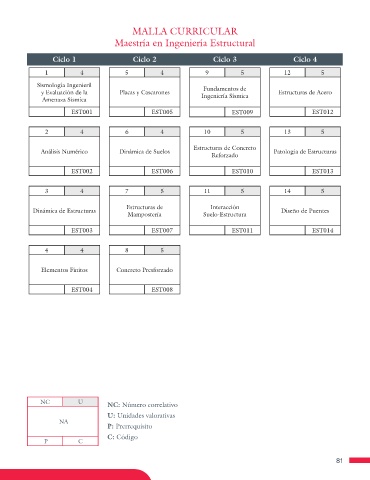 MALLA CURRICULAR
Maestría en Ingeniería Estructural
Ciclo 1 Ciclo 2 Ciclo 3 Ciclo 4
1 4 5 4 9 5 12 5
Sismología Ingenieril
y Evaluación de la
Amenaza Sísmica
Placas y Cascarones
Fundamentos de
Ingeniería Sísmica
Estructuras de Acero
EST001 EST005 EST009 EST012
2 4 6 4 10 5 13 5
Análisis Numérico
Dinámica de Suelos
Estructuras de Concreto
Reforzado
Patología de Estructuras
EST002 EST006 EST010 EST013
3 4 7 5 11 5 14 5
Dinámica de Estructuras
Estructuras de
Mampostería
Interacción
Suelo-Estructura
Diseño de Puentes
EST003 EST007 EST011 EST014
4 4 8 5
Elementos Finitos
Concreto Preforzado
EST004 EST008
NC U
NA
P C
NC: Número correlativo
U: Unidades valorativas
P: Prerrequisito
C: Código
81